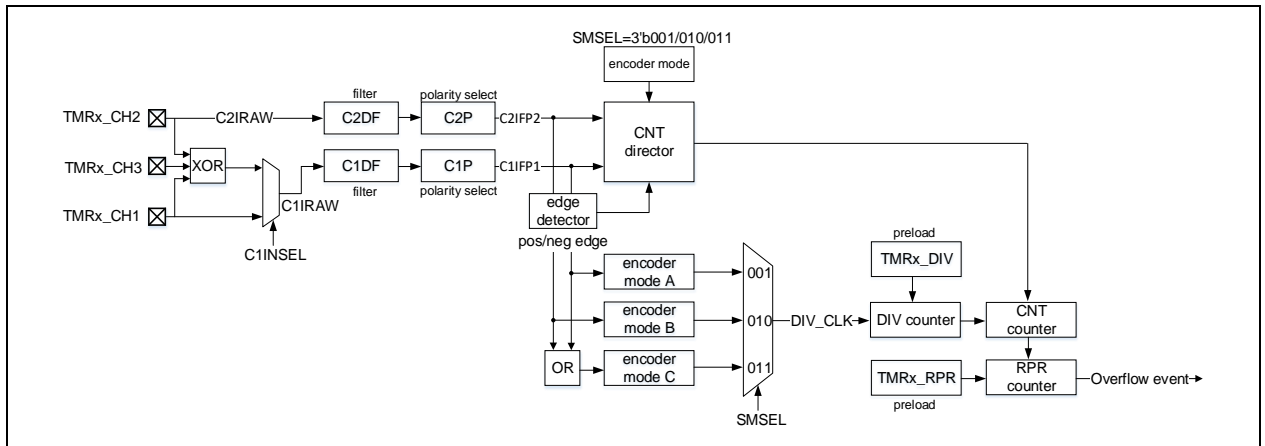 SMSEL=3'b001/010/011
encoder mode
filter
polarity select
TMRx_CH2
C2IRAW
C2DF
C2P
C2IFP2
CNT
director
TMRx_CH3
XOR
C1DF
C1P
C1IFP1
filter
polarity select
C1IRAW
TMRx_CH1
edge
detector
C1INSEL
pos/neg edge
preload
TMRx_DIV
encoder
mode A
001
encoder
mode B
010
DIV_CLK
DIV counter
CNT
counter
OR
encoder
mode C
011
TMRx_RPR
RPR
counter
Overflow event
preload
SMSEL